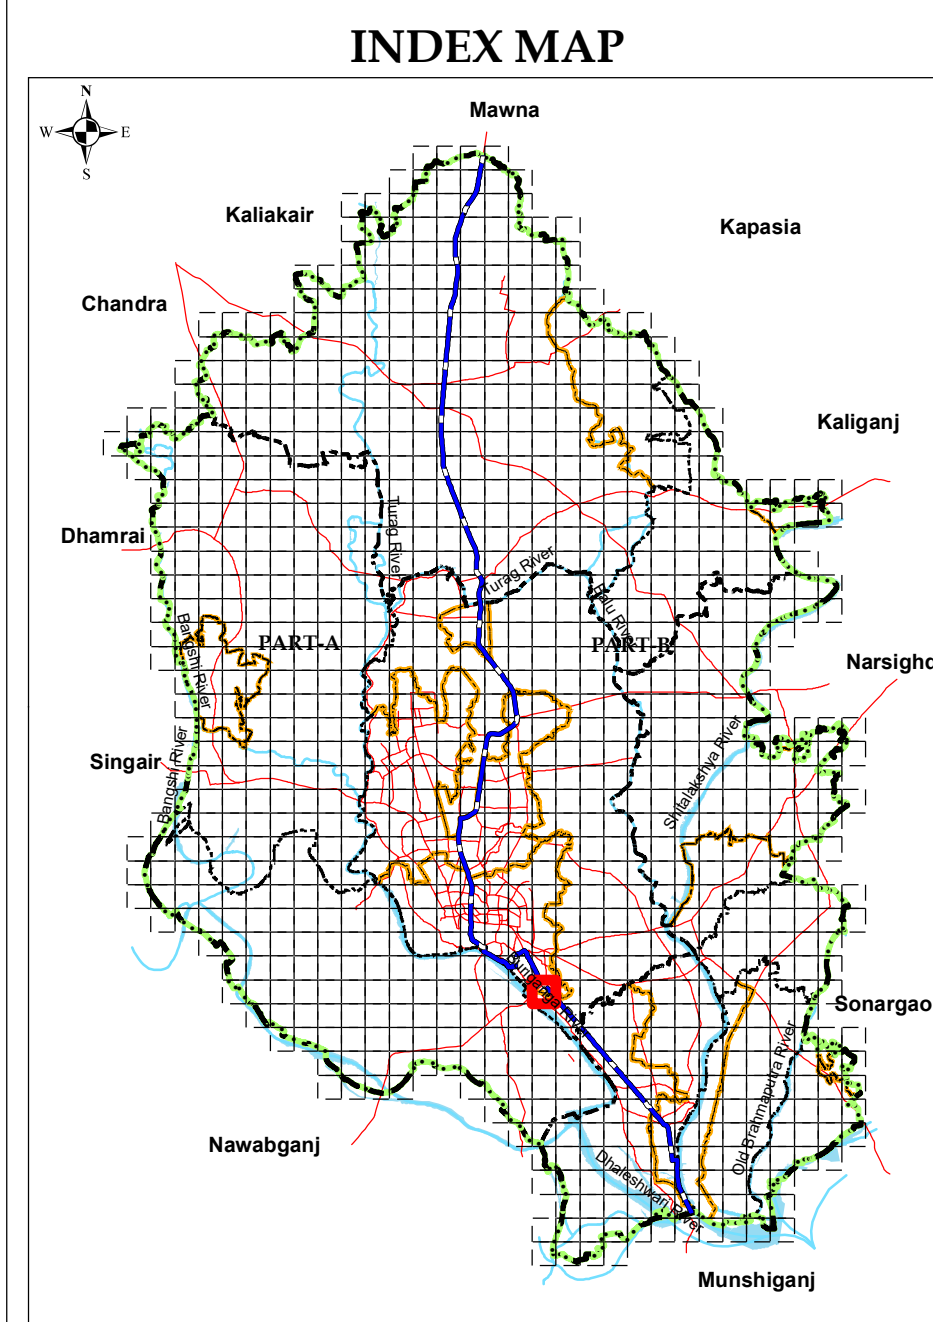 INDEX MAP
N
W E
S
Mawna
Kaliakair
Kapasia
Chandra
Kaliganj
Dhamrai
Turag River
Turag River
Balu River
Bangshi River
PART-A
PART-B
Narsighd
Singair
Bangshi River
Shitalakshya River
Buriganga River
Sonargao
Old Brahmaputra River
Nawabganj
Dhaleshwari River
Munshiganj